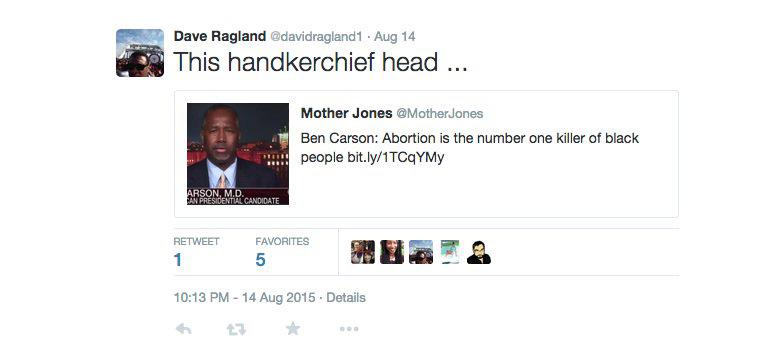 Dave Ragland @davidragland1 · Aug 14
This handkerchief head ...
Mother Jones @MotherJones
Ben Carson: Abortion is the number one killer of black
people bit.ly/1TCqYMy
ARSON, M.D.
CAN PRESIDENTIAL CANDIDATE
RETWEET
FAVORITES
1
5
10:13 PM - 14 Aug 2015 · Details